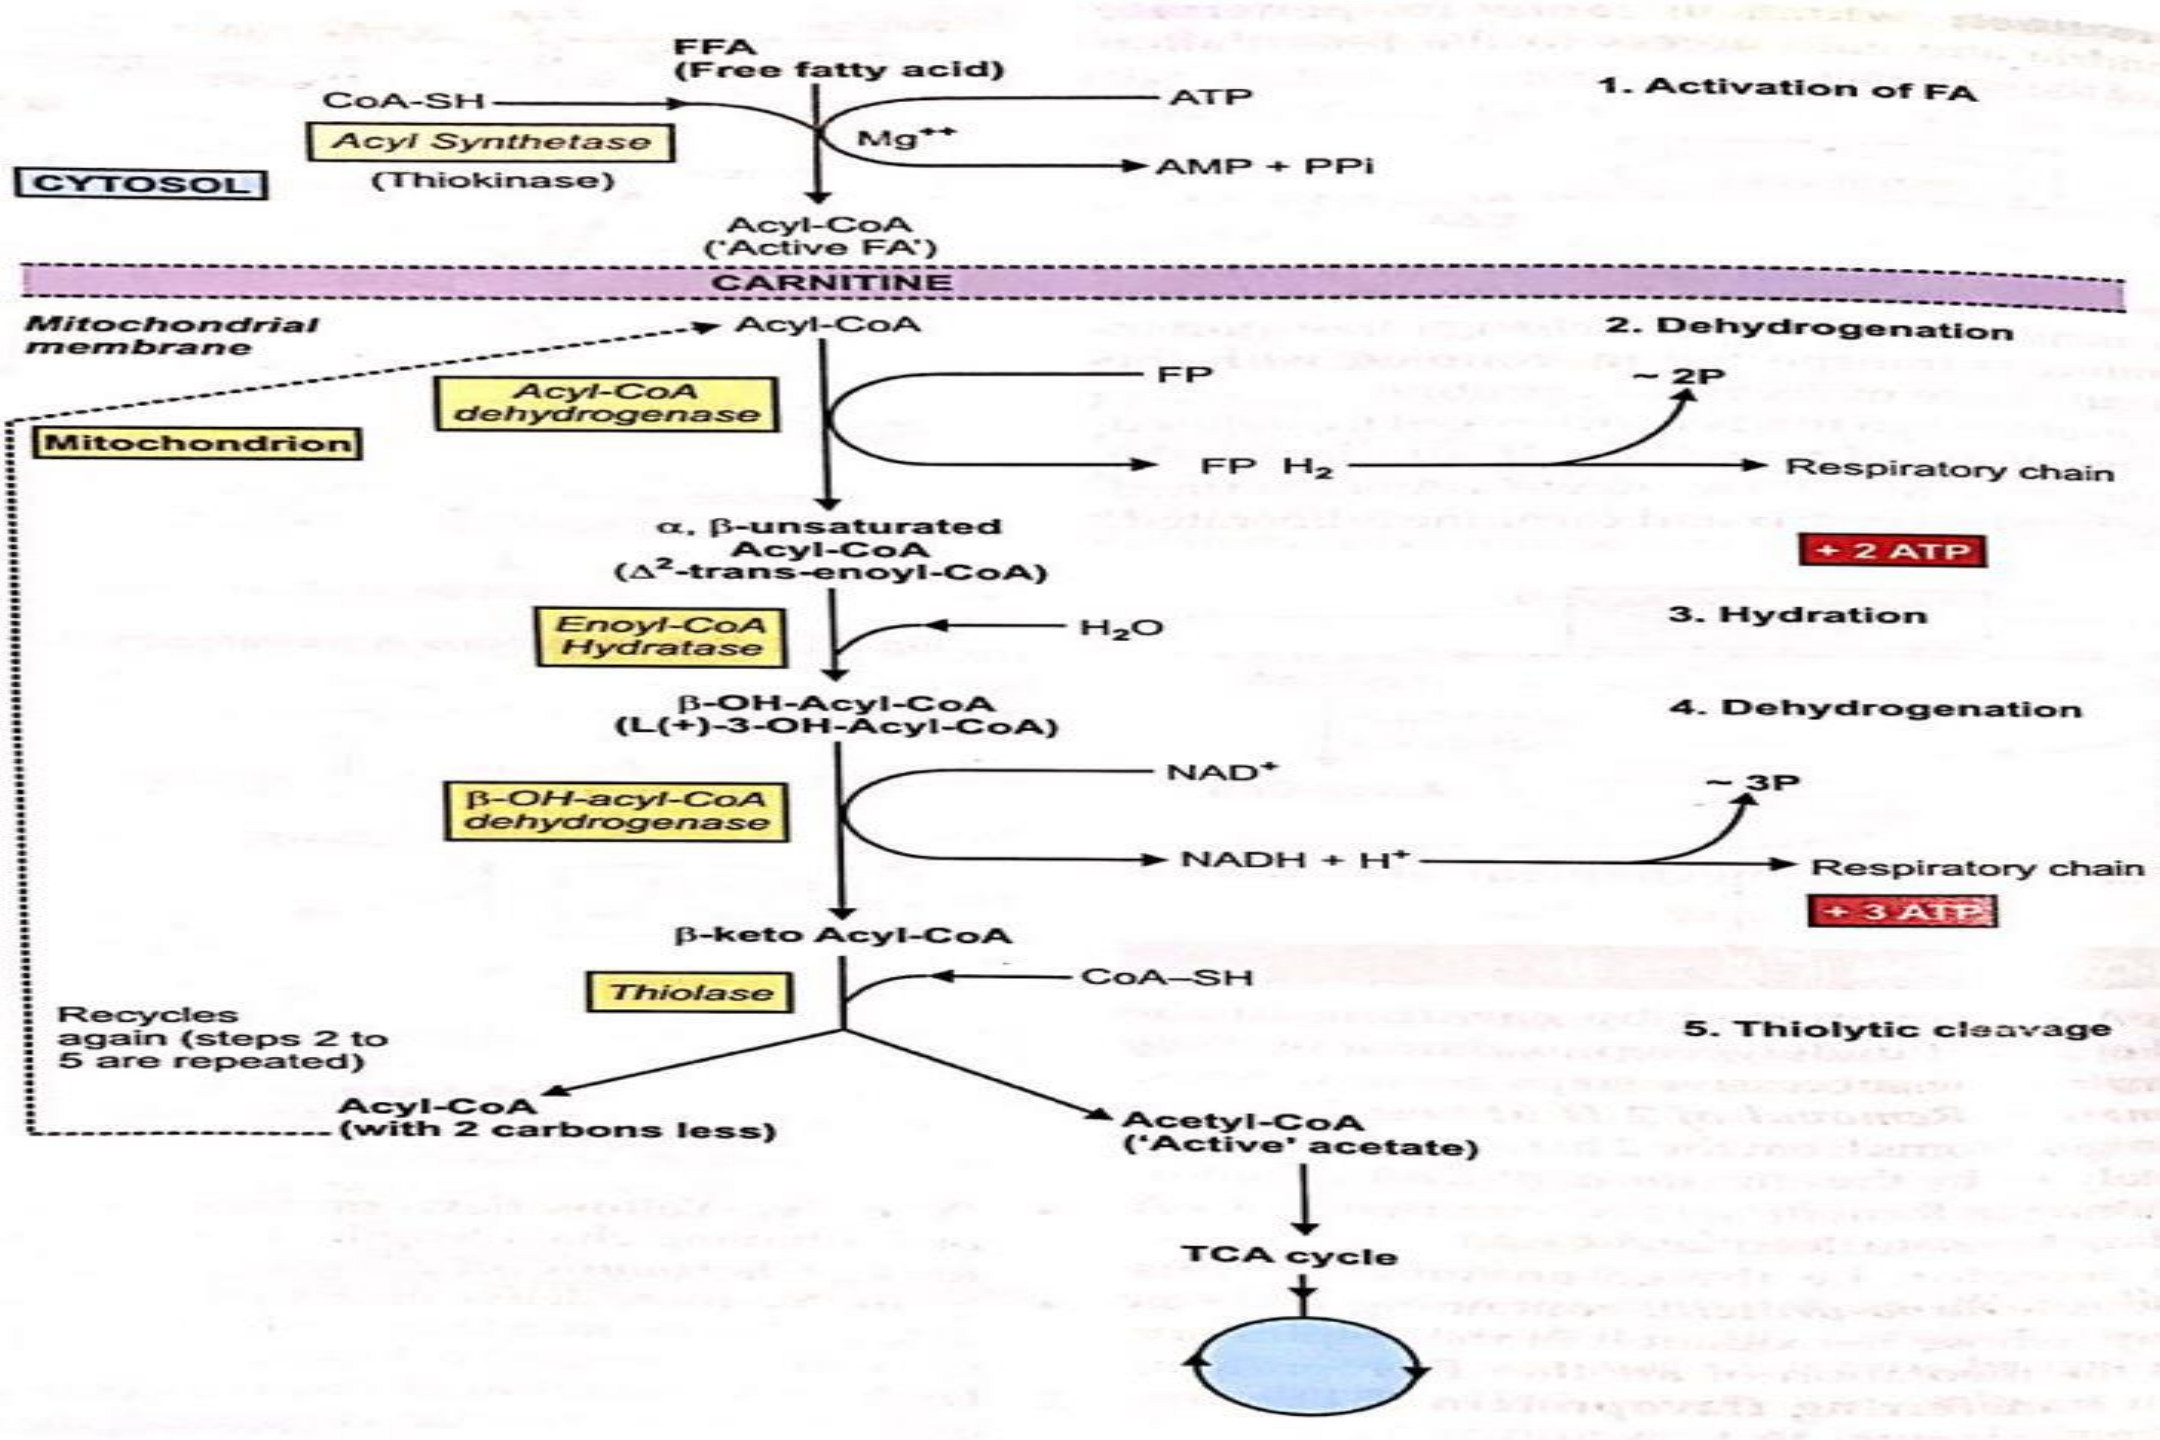 FFA
(Free fatty acid)
1. Activation of FA
CoA-SH
ATP
Acyl Synthetase
Mg⁺⁺
(Thiokinase)
AMP + PPi
CYTOSOL
Acyl-CoA
('Active FA')
CARNITINE
Mitochondrial
membrane
Acyl-CoA
2. Dehydrogenation
Acyl-CoA
dehydrogenase
FP
~ 2P
Mitochondrion
FP H₂
Respiratory chain
α, β-unsaturated
Acyl-CoA
(Δ²-trans-enoyl-CoA)
+ 2 ATP
Enoyl-CoA
Hydratase
H₂O
3. Hydration
β-OH-Acyl-CoA
(L(+)-3-OH-Acyl-CoA)
4. Dehydrogenation
β-OH-acyl-CoA
dehydrogenase
NAD⁺
~ 3P
NADH + H⁺
Respiratory chain
+ 3 ATP
β-keto Acyl-CoA
Thiolase
CoA–SH
5. Thiolytic cleavage
Recycles
again (steps 2 to
5 are repeated)
Acyl-CoA
(with 2 carbons less)
Acetyl-CoA
('Active' acetate)
TCA cycle